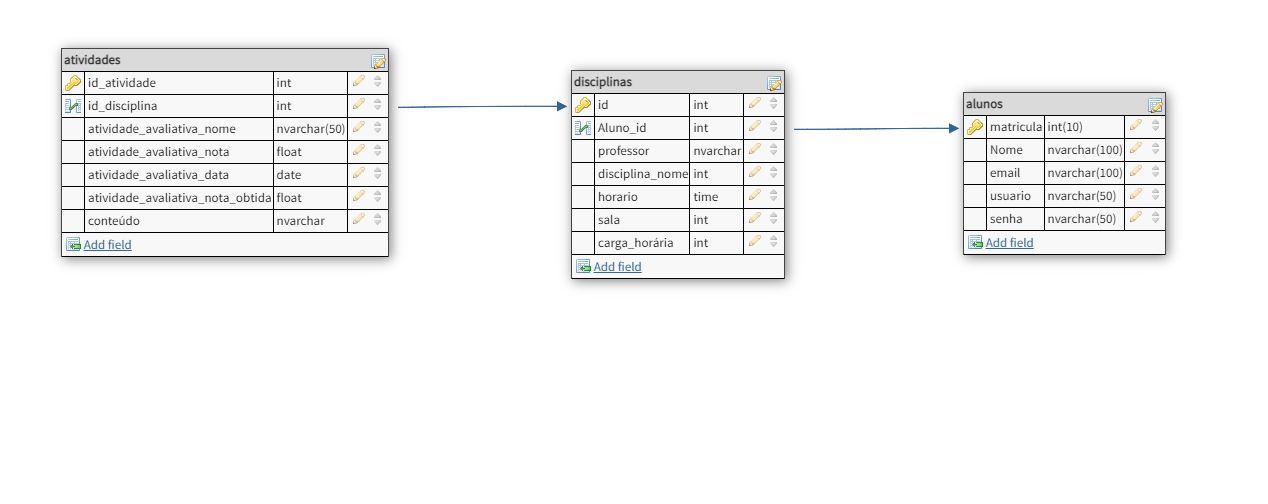 atividades
id_atividade int
id_disciplina int
atividade_avaliativa_nome nvarchar(50)
atividade_avaliativa_nota float
atividade_avaliativa_data date
atividade_avaliativa_nota_obtida float
conteúdo nvarchar
Add field
disciplinas
id int
Aluno_id int
professor nvarchar
disciplina_nome int
horario time
sala int
carga_horária int
Add field
alunos
matricula int(10)
Nome nvarchar(100)
email nvarchar(100)
usuario nvarchar(50)
senha nvarchar(50)
Add field